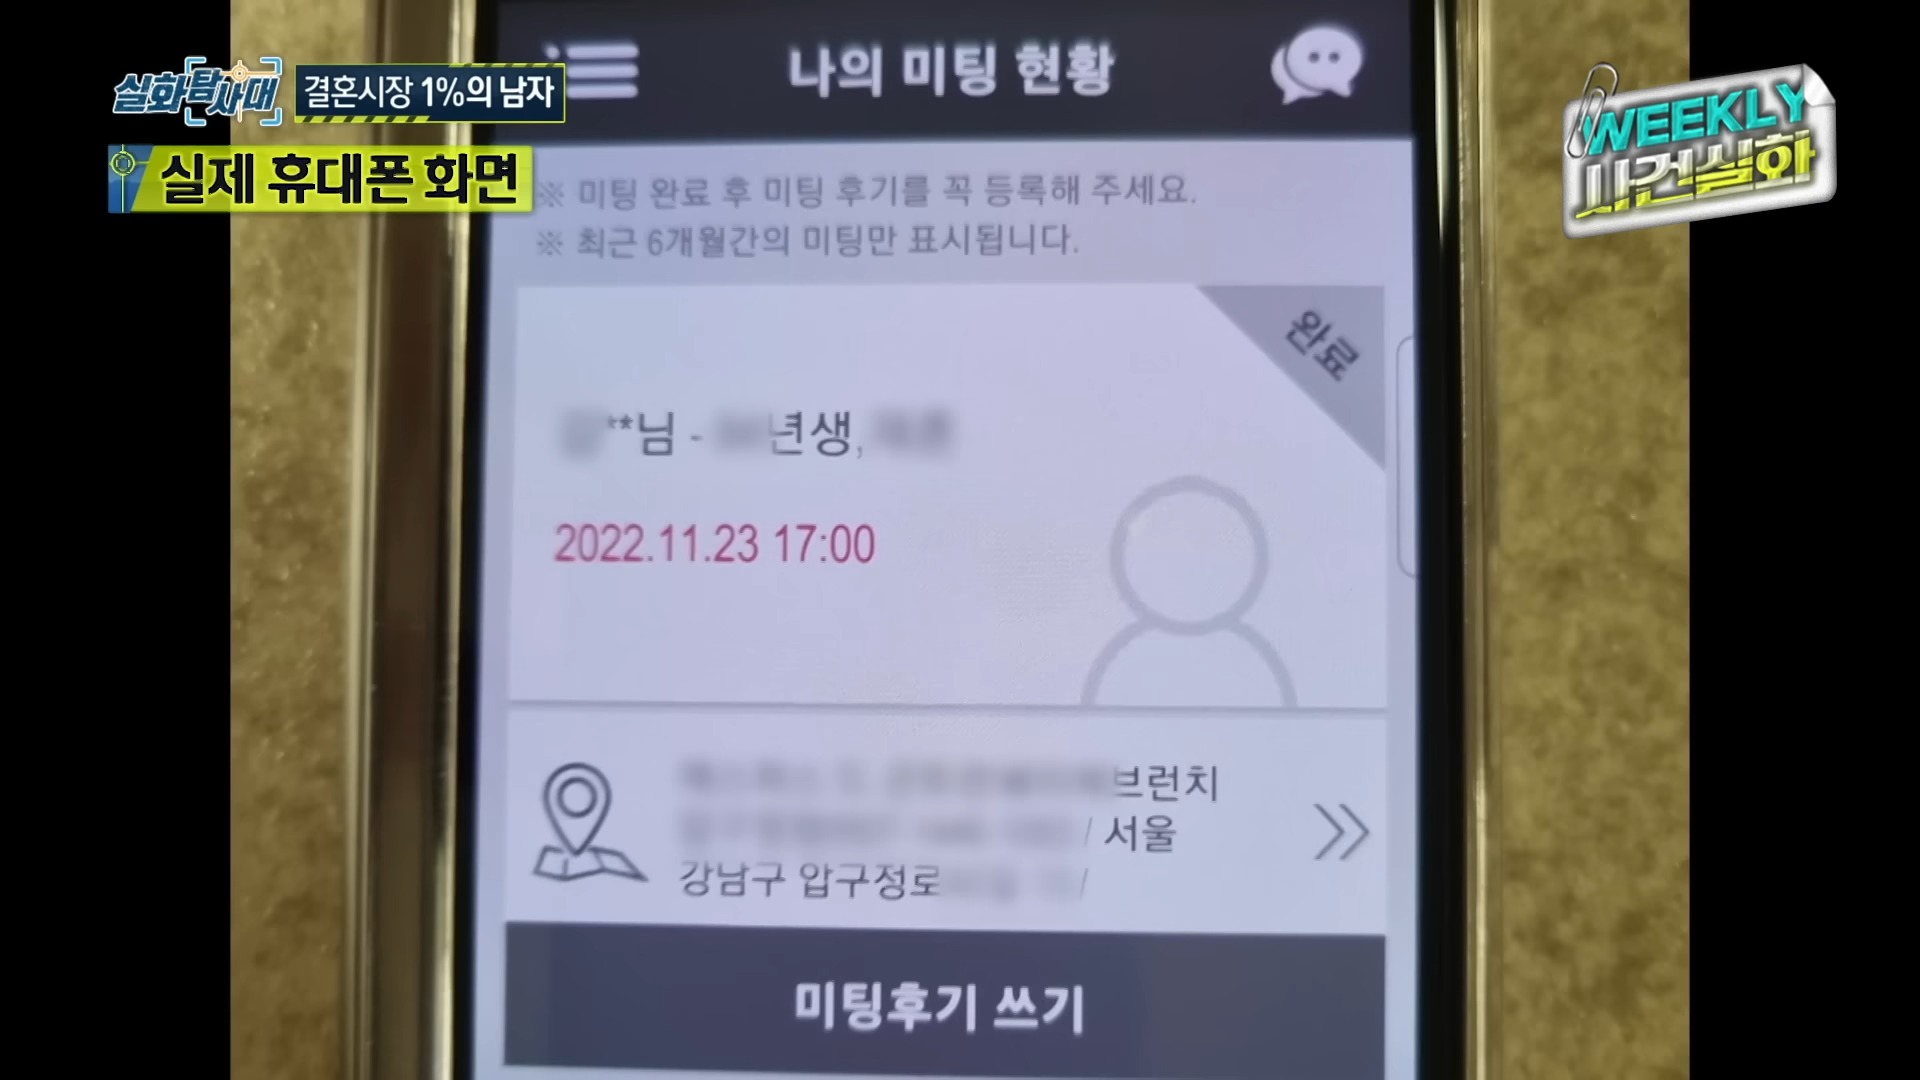 실화탐사대
결혼시장 1%의 남자
실제 휴대폰 화면
WEEKLY
사건실화
나의 미팅 현황
※ 미팅 완료 후 미팅 후기를 꼭 등록해 주세요.
※ 최근 6개월간의 미팅만 표시됩니다.
완료
**님 - 년생,
2022.11.23 17:00
브런치
/ 서울
강남구 압구정로 /
미팅후기 쓰기